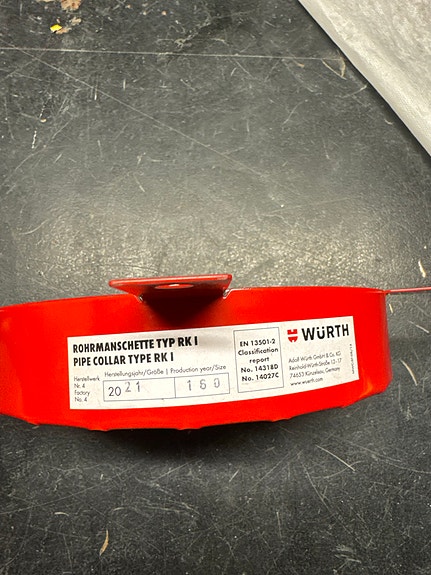 ROHRMANSCHETTE TYP RK I
PIPE COLLAR TYPE RK I
Herstellwerk
Nr. 4
Factory
No. 4
Herstellungsjahr/Größe | Production year/Size
20 21
160
EN 13501-2
Classification
report
No. 14318D
No. 14027C
WÜRTH
Adolf Würth GmbH & Co. KG
Reinhold-Würth-Straße 12-17
74653 Künzelsau, Germany
www.wuerth.com